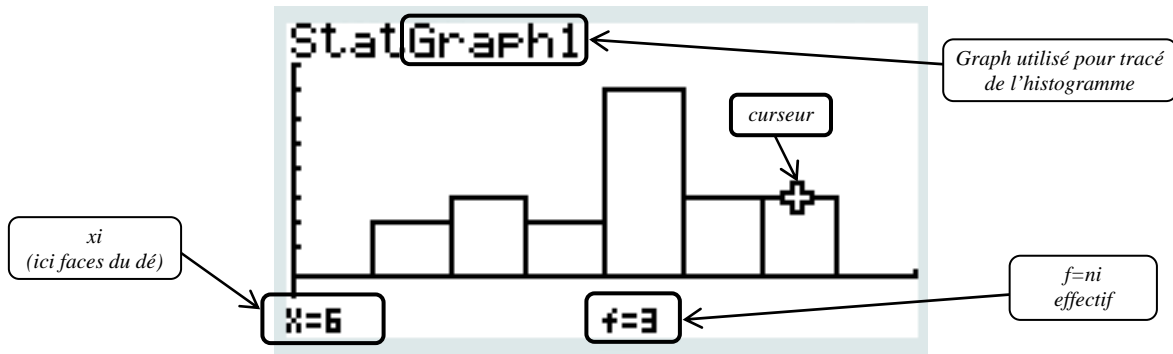 StatGraph1
Graph utilisé pour tracé
de l'histogramme
curseur
xi
(ici faces du dé)
f=ni
effectif
X=6
f=3